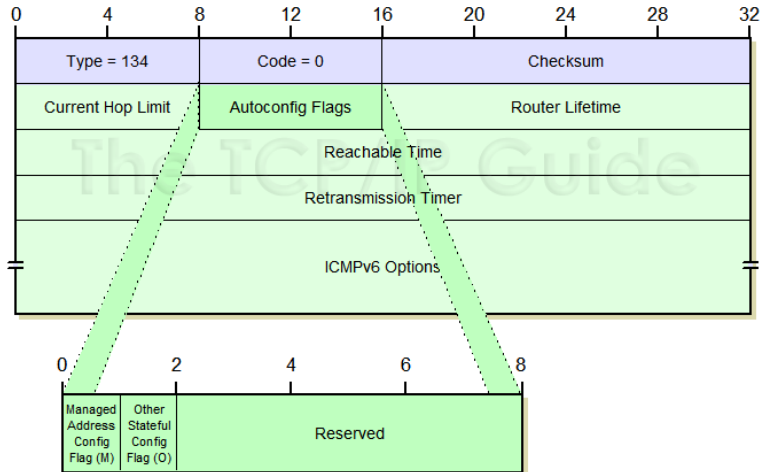 0 4 8 12 16 20 24 28 32
Type = 134 Code = 0 Checksum
Current Hop Limit Autoconfig Flags Router Lifetime
Reachable Time
The TCP/IP Guide
Retransmission Timer
ICMPv6 Options
0 2 4 6 8
Managed
Address
Config
Flag (M)
Other
Stateful
Config
Flag (O)
Reserved